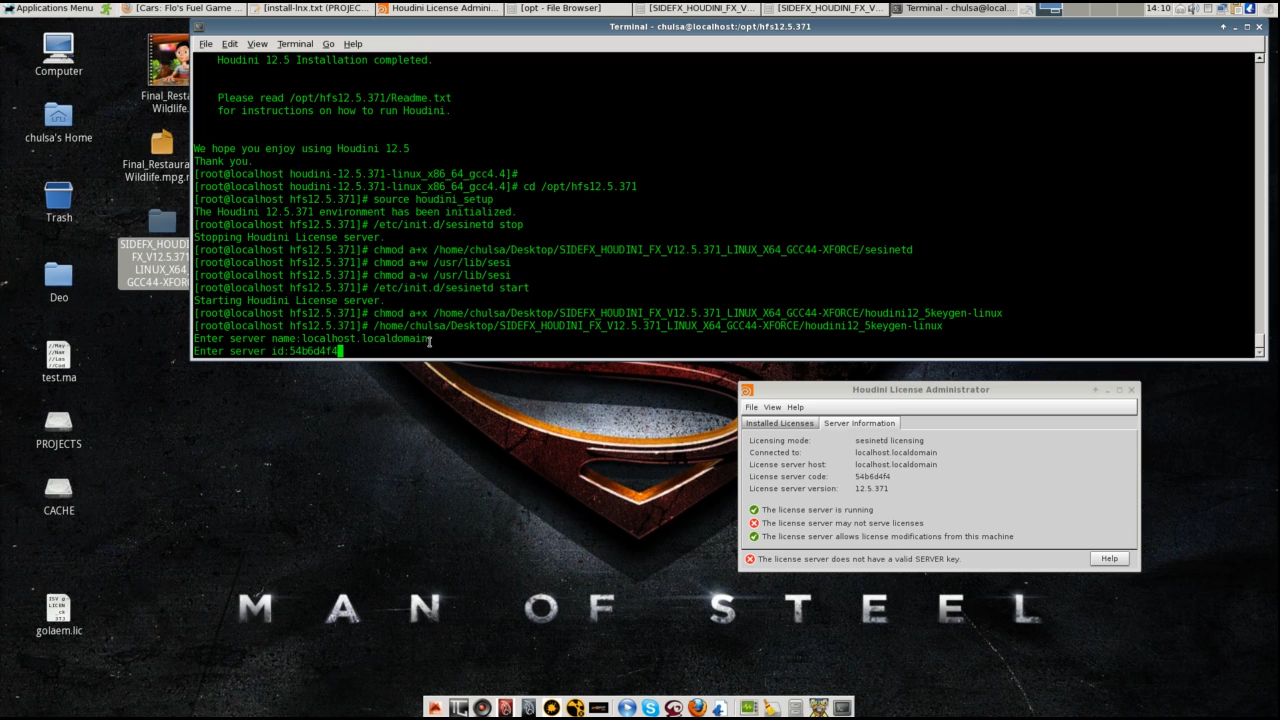 Applications Menu
[Cars: Flo's Fuel Game ...
[install-lnx.txt (PROJEC...
Houdini License Admini...
[opt - File Browser]
[SIDEFX_HOUDINI_FX_V...
[SIDEFX_HOUDINI_FX_V...
Terminal - chulsa@local...
14:10
Terminal - chulsa@localhost:/opt/hfs12.5.371
File Edit View Terminal Go Help
Houdini 12.5 Installation completed.
Please read /opt/hfs12.5.371/Readme.txt
for instructions on how to run Houdini.
We hope you enjoy using Houdini 12.5
Thank you.
[root@localhost houdini-12.5.371-linux_x86_64_gcc4.4]#
[root@localhost houdini-12.5.371-linux_x86_64_gcc4.4]# cd /opt/hfs12.5.371
[root@localhost hfs12.5.371]# source houdini_setup
The Houdini 12.5.371 environment has been initialized.
[root@localhost hfs12.5.371]# /etc/init.d/sesinetd stop
Stopping Houdini License server.
[root@localhost hfs12.5.371]# chmod a+x /home/chulsa/Desktop/SIDEFX_HOUDINI_FX_V12.5.371_LINUX_X64_GCC44-XFORCE/sesinetd
[root@localhost hfs12.5.371]# chmod a+w /usr/lib/sesi
[root@localhost hfs12.5.371]# chmod a-w /usr/lib/sesi
[root@localhost hfs12.5.371]# /etc/init.d/sesinetd start
Starting Houdini License server.
[root@localhost hfs12.5.371]# chmod a+x /home/chulsa/Desktop/SIDEFX_HOUDINI_FX_V12.5.371_LINUX_X64_GCC44-XFORCE/houdini12_5keygen-linux
[root@localhost hfs12.5.371]# /home/chulsa/Desktop/SIDEFX_HOUDINI_FX_V12.5.371_LINUX_X64_GCC44-XFORCE/houdini12_5keygen-linux
Enter server name:localhost.localdomain
Enter server id:54b6d4f4
Computer
chulsa's Home
Trash
Deo
test.ma
PROJECTS
CACHE
golaem.lic
Final_Resta
Wildlife.
Final_Restaura
Wildlife.mpg.r
SIDEFX_HOUDI
FX_V12.5.371
LINUX_X64_
GCC44-XFOR
Houdini License Administrator
File View Help
Installed Licenses Server Information
Licensing mode: sesinetd licensing
Connected to: localhost.localdomain
License server host: localhost.localdomain
License server code: 54b6d4f4
License server version: 12.5.371
The license server is running
The license server may not serve licenses
The license server allows license modifications from this machine
The license server does not have a valid SERVER key.
Help
MAN OF STEEL